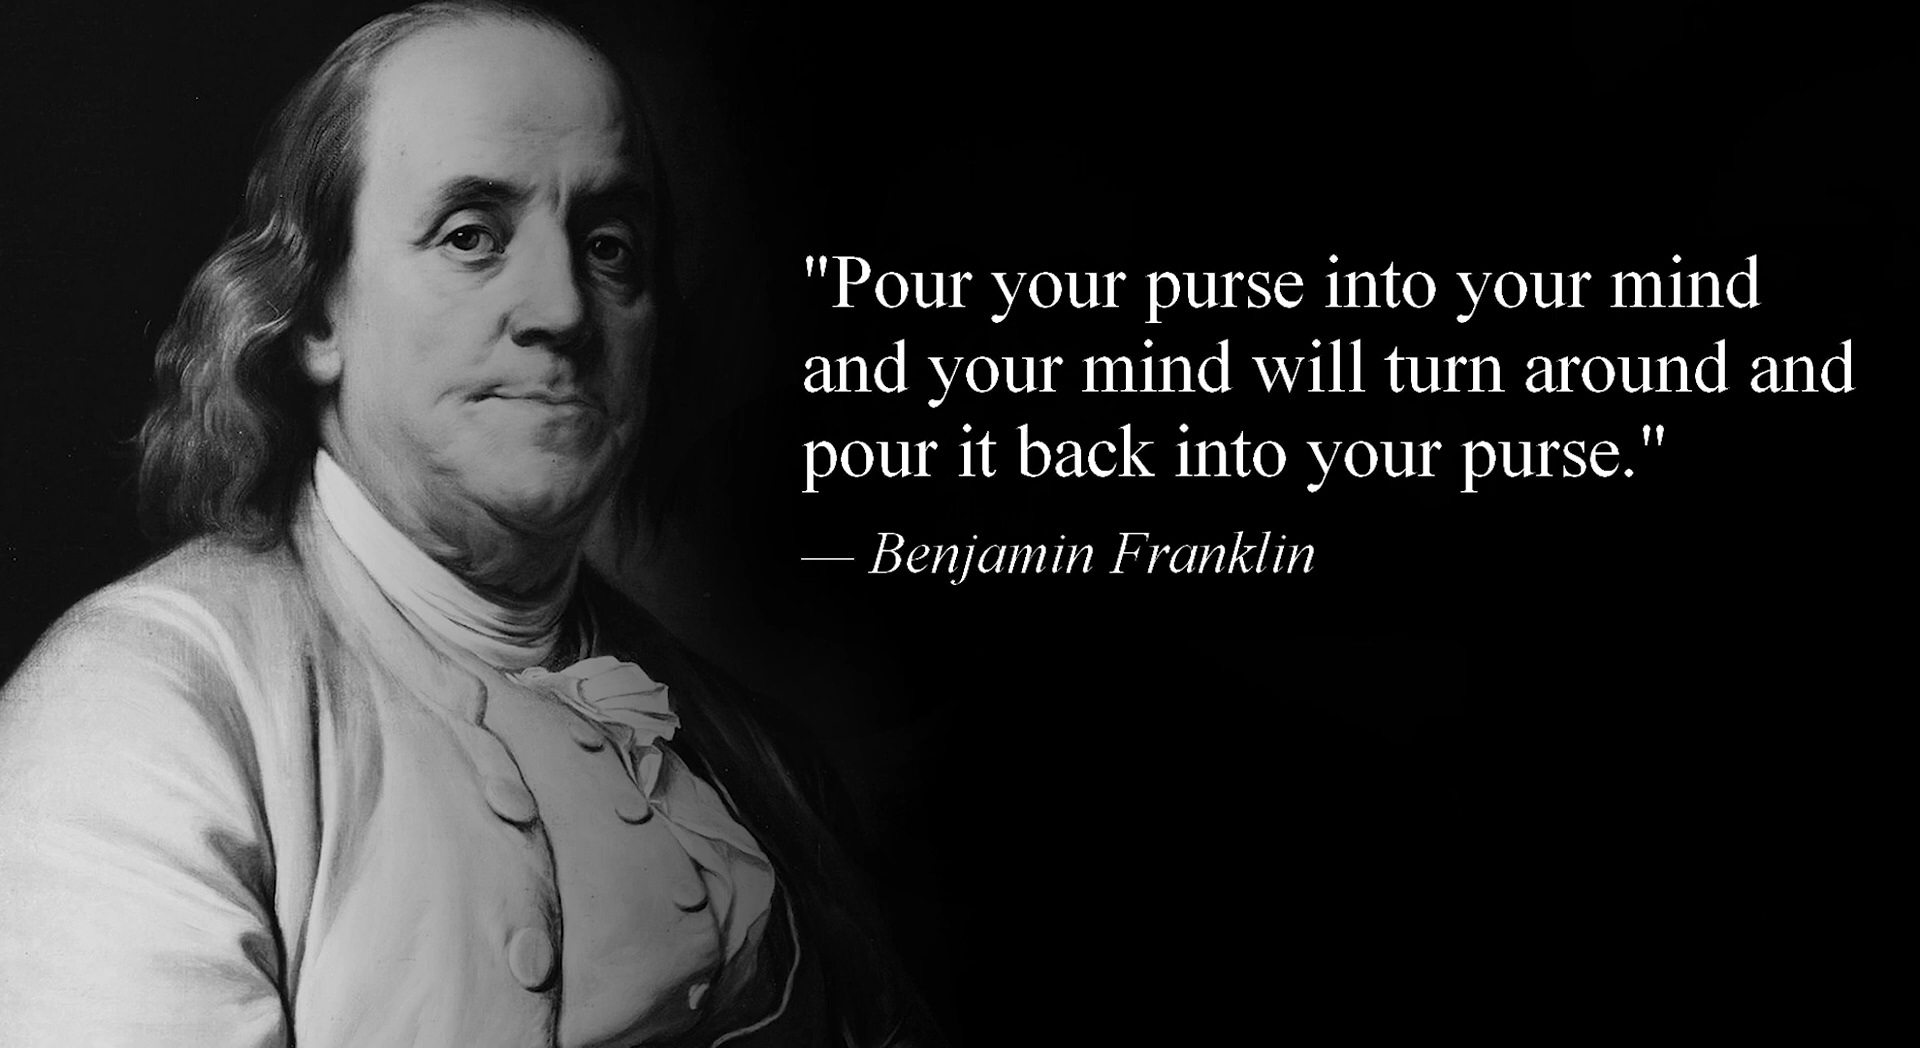 "Pour your purse into your mind
and your mind will turn around and
pour it back into your purse."
— Benjamin Franklin